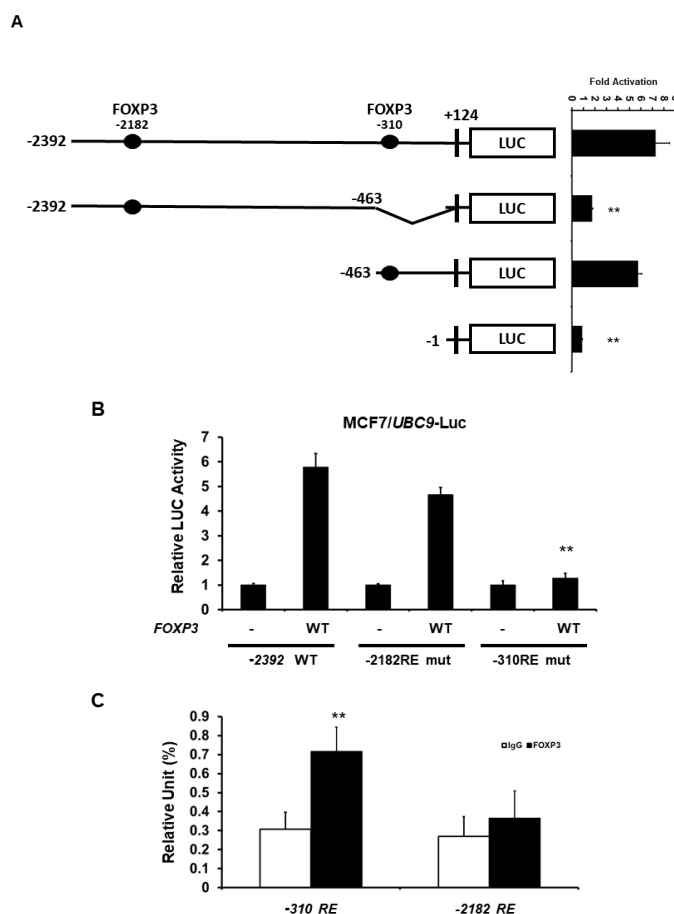 A
Fold Activation
0 1 2 3 4 5 6 7 8
FOXP3 FOXP3
-2182 -310 +124
-2392 LUC
-2392 -463 LUC **
-463 LUC
-1 LUC **
B
MCF7/UBC9-Luc
Relative LUC Activity
7
6
5
4
3
2
1
0
**
FOXP3 - WT - WT - WT
-2392 WT -2182RE mut -310RE mut
C
Relative Unit (%)
0.9
0.8
0.7
0.6
0.5
0.4
0.3
0.2
0.1
0
**
IgG FOXP3
-310 RE -2182 RE